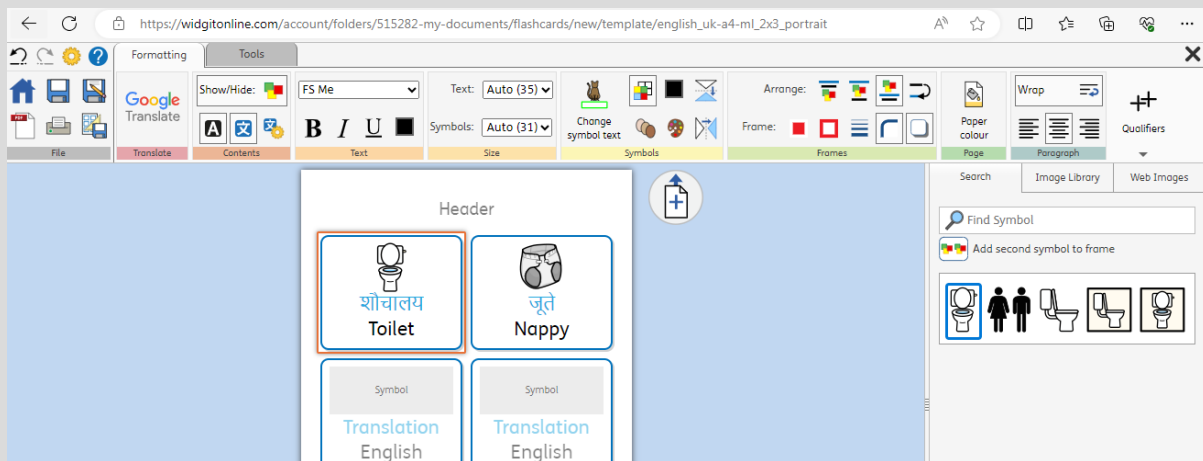 https://widgitonline.com/account/folders/515282-my-documents/flashcards/new/template/english_uk-a4-ml_2x3_portrait
Formatting
Tools
Google
Translate
Show/Hide:
FS Me
B I U
Text: Auto (35)
Symbols: Auto (31)
Change
symbol text
Arrange:
Frame:
Paper
colour
Wrap
Qualifiers
File
Translate
Contents
Text
Size
Symbols
Frames
Page
Paragraph
Search
Image Library
Web Images
Find Symbol
Add second symbol to frame
Header
शौचालय
Toilet
जूते
Nappy
Symbol
Translation
English
Symbol
Translation
English